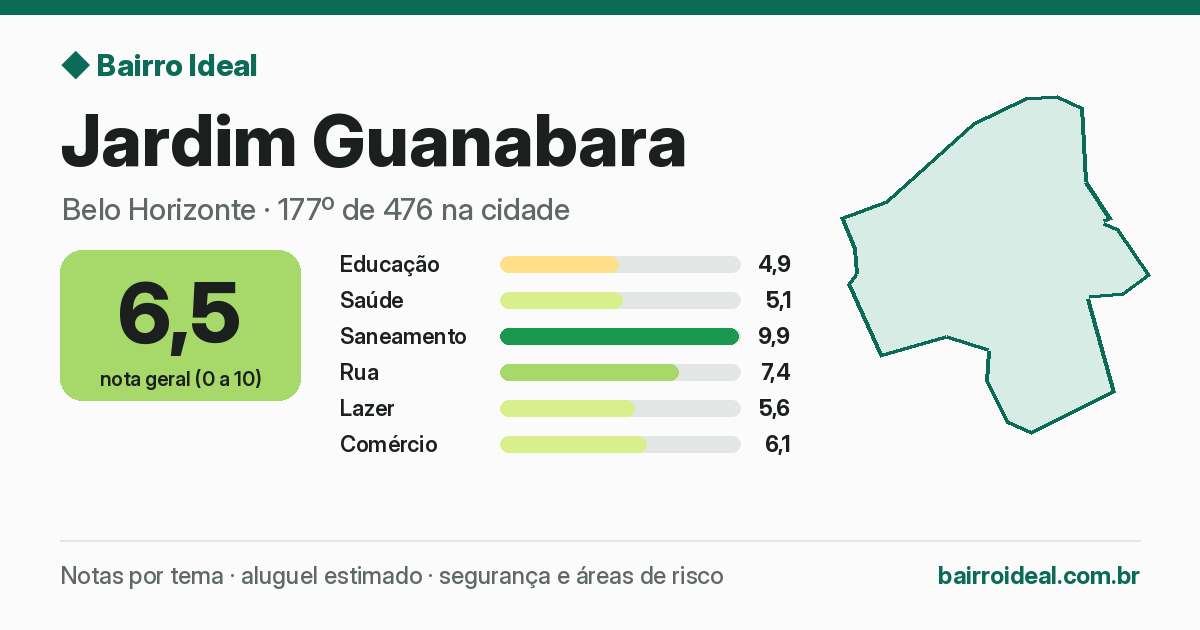 Bairro Ideal
Jardim Guanabara
Belo Horizonte · 177º de 476 na cidade
6,5
nota geral (0 a 10)
Educação 4,9
Saúde 5,1
Saneamento 9,9
Rua 7,4
Lazer 5,6
Comércio 6,1
Notas por tema · aluguel estimado · segurança e áreas de risco
bairroideal.com.br